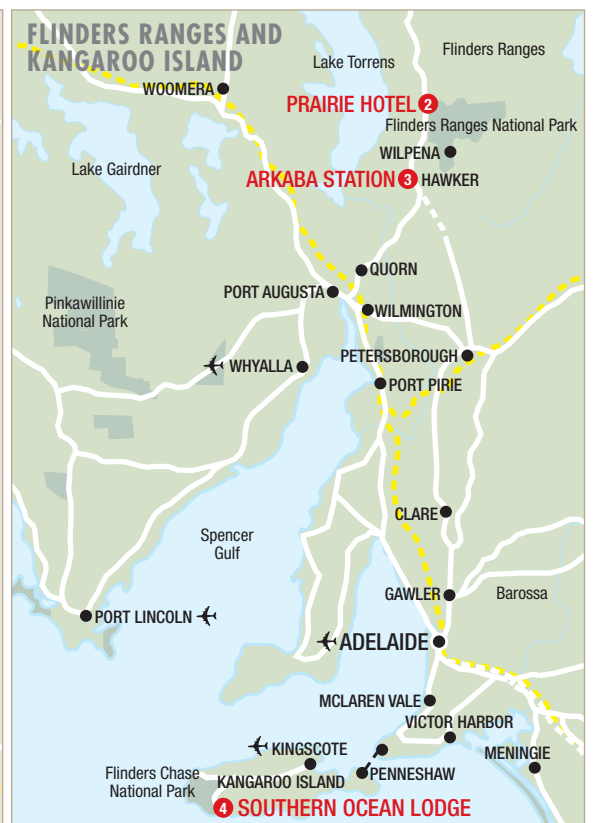 FLINDERS RANGES AND
KANGAROO ISLAND
Lake Torrens
Flinders Ranges
WOOMERA
PRAIRIE HOTEL 2
Flinders Ranges National Park
WILPENA
Lake Gairdner
ARKABA STATION 3 HAWKER
QUORN
PORT AUGUSTA
Pinkawillinie
National Park
WILMINGTON
PETERSBOROUGH
WHYALLA
PORT PIRIE
CLARE
Spencer
Gulf
GAWLER
Barossa
PORT LINCOLN
ADELAIDE
MCLAREN VALE
VICTOR HARBOR
KINGSCOTE
MENINGIE
Flinders Chase
National Park
KANGAROO ISLAND
PENNESHAW
4 SOUTHERN OCEAN LODGE